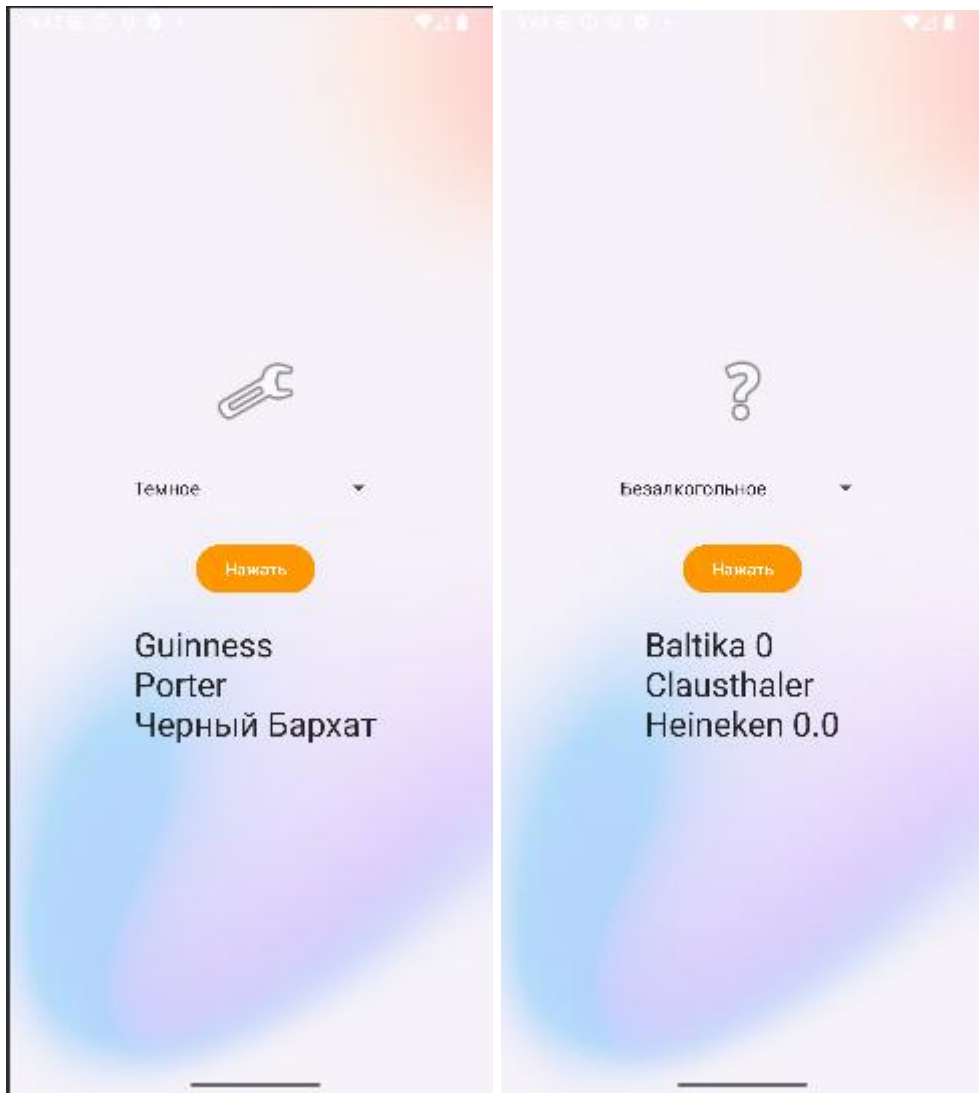 Темное
Нажать
Guinness
Porter
Черный Бархат
Безалкогольное
Нажать
Baltika 0
Clausthaler
Heineken 0.0